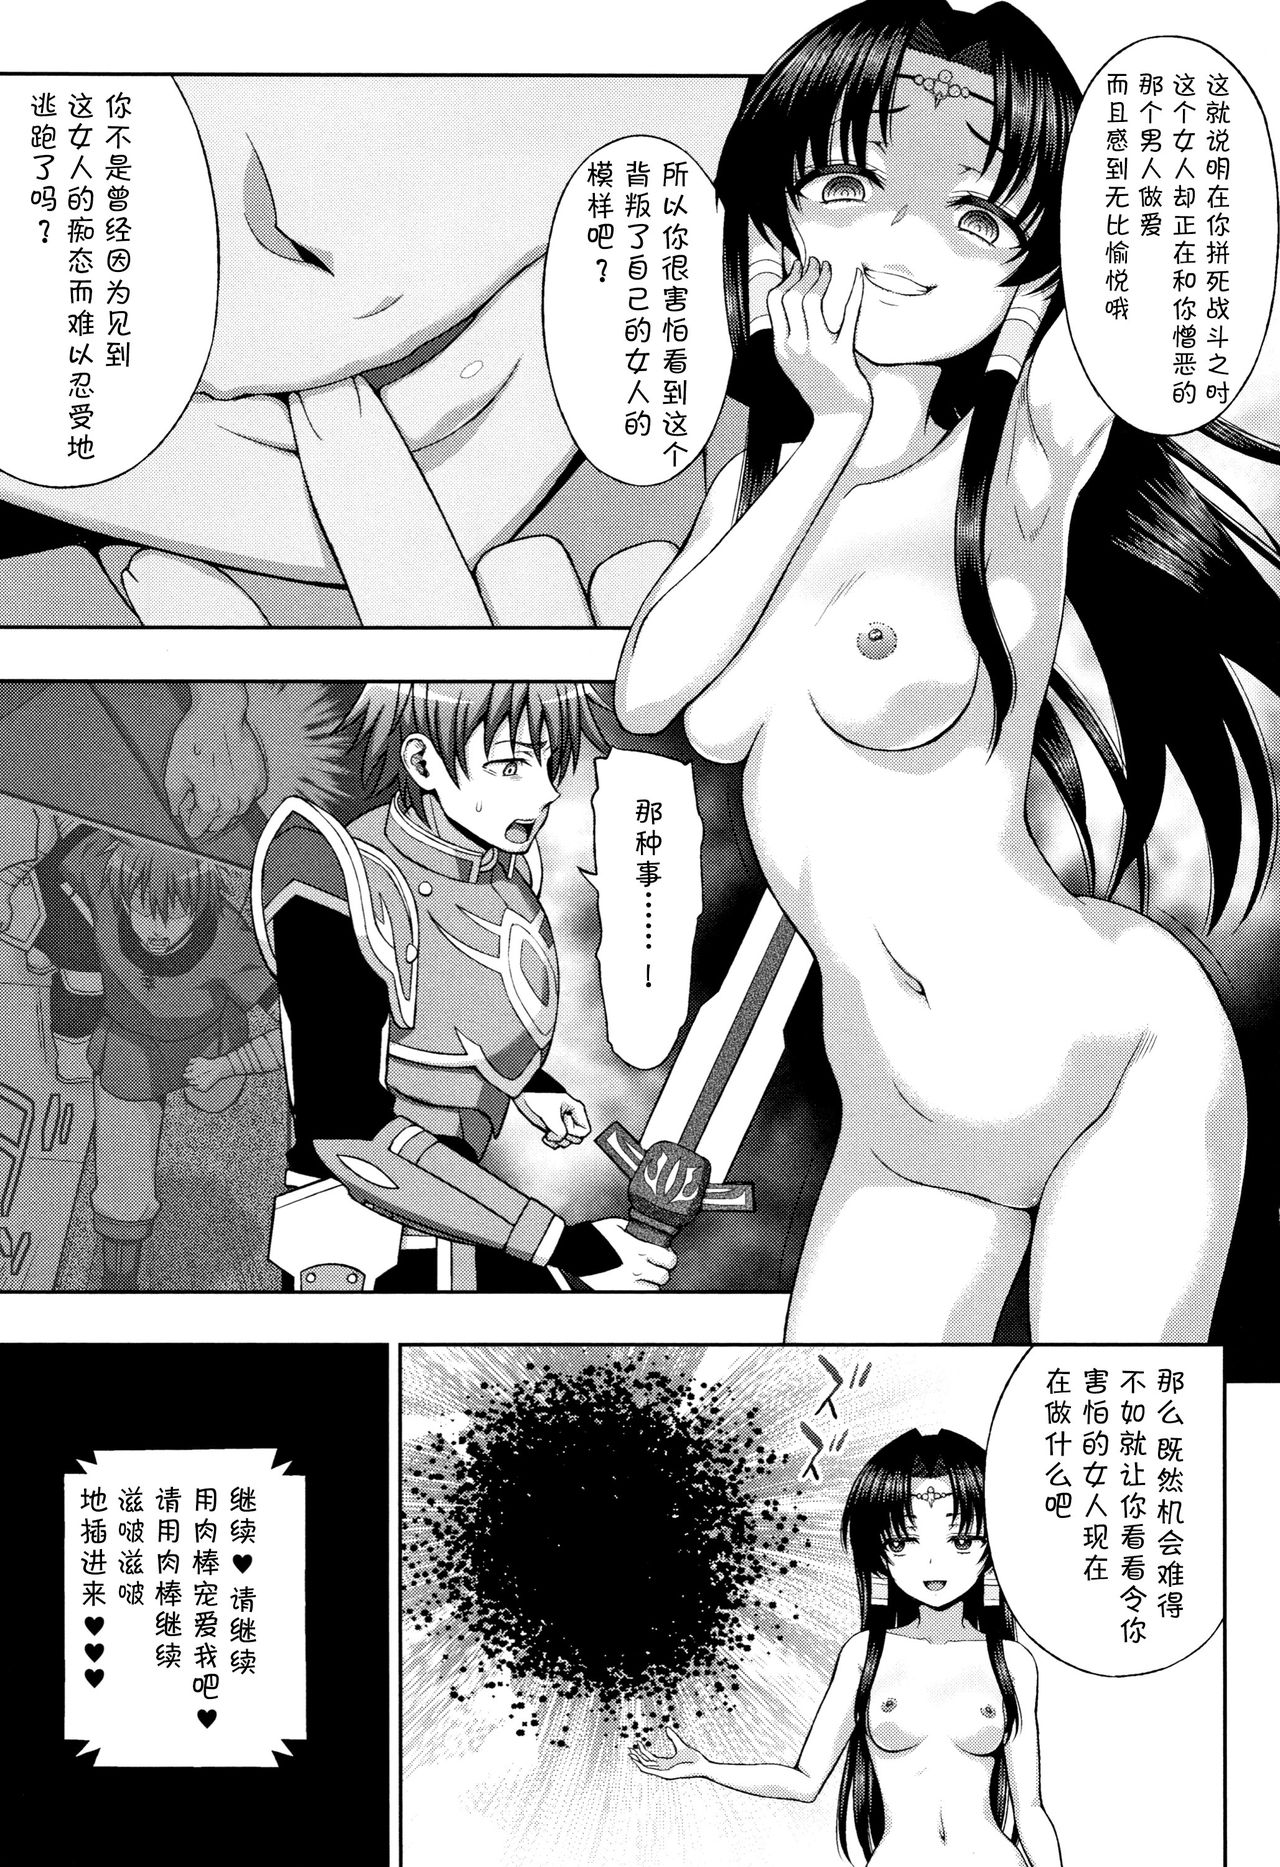 这就说明在你拼死战斗之时
这个女人却正在和你憎恶的
那个男人做爱
而且感到无比愉悦哦
所以你很害怕看到这个
背叛了自己的女人的
模样吧？
你不是曾经因为见到
这女人的痴态而难以忍受地
逃跑了吗？
那种事……！
那么既然机会难得
不如就让你看看令你
害怕的女人现在
在做什么吧
ズズ
ズズ
继续♥请继续
用肉棒宠爱我吧♥
请用肉棒继续
滋啵滋啵
地插进来♥♥♥